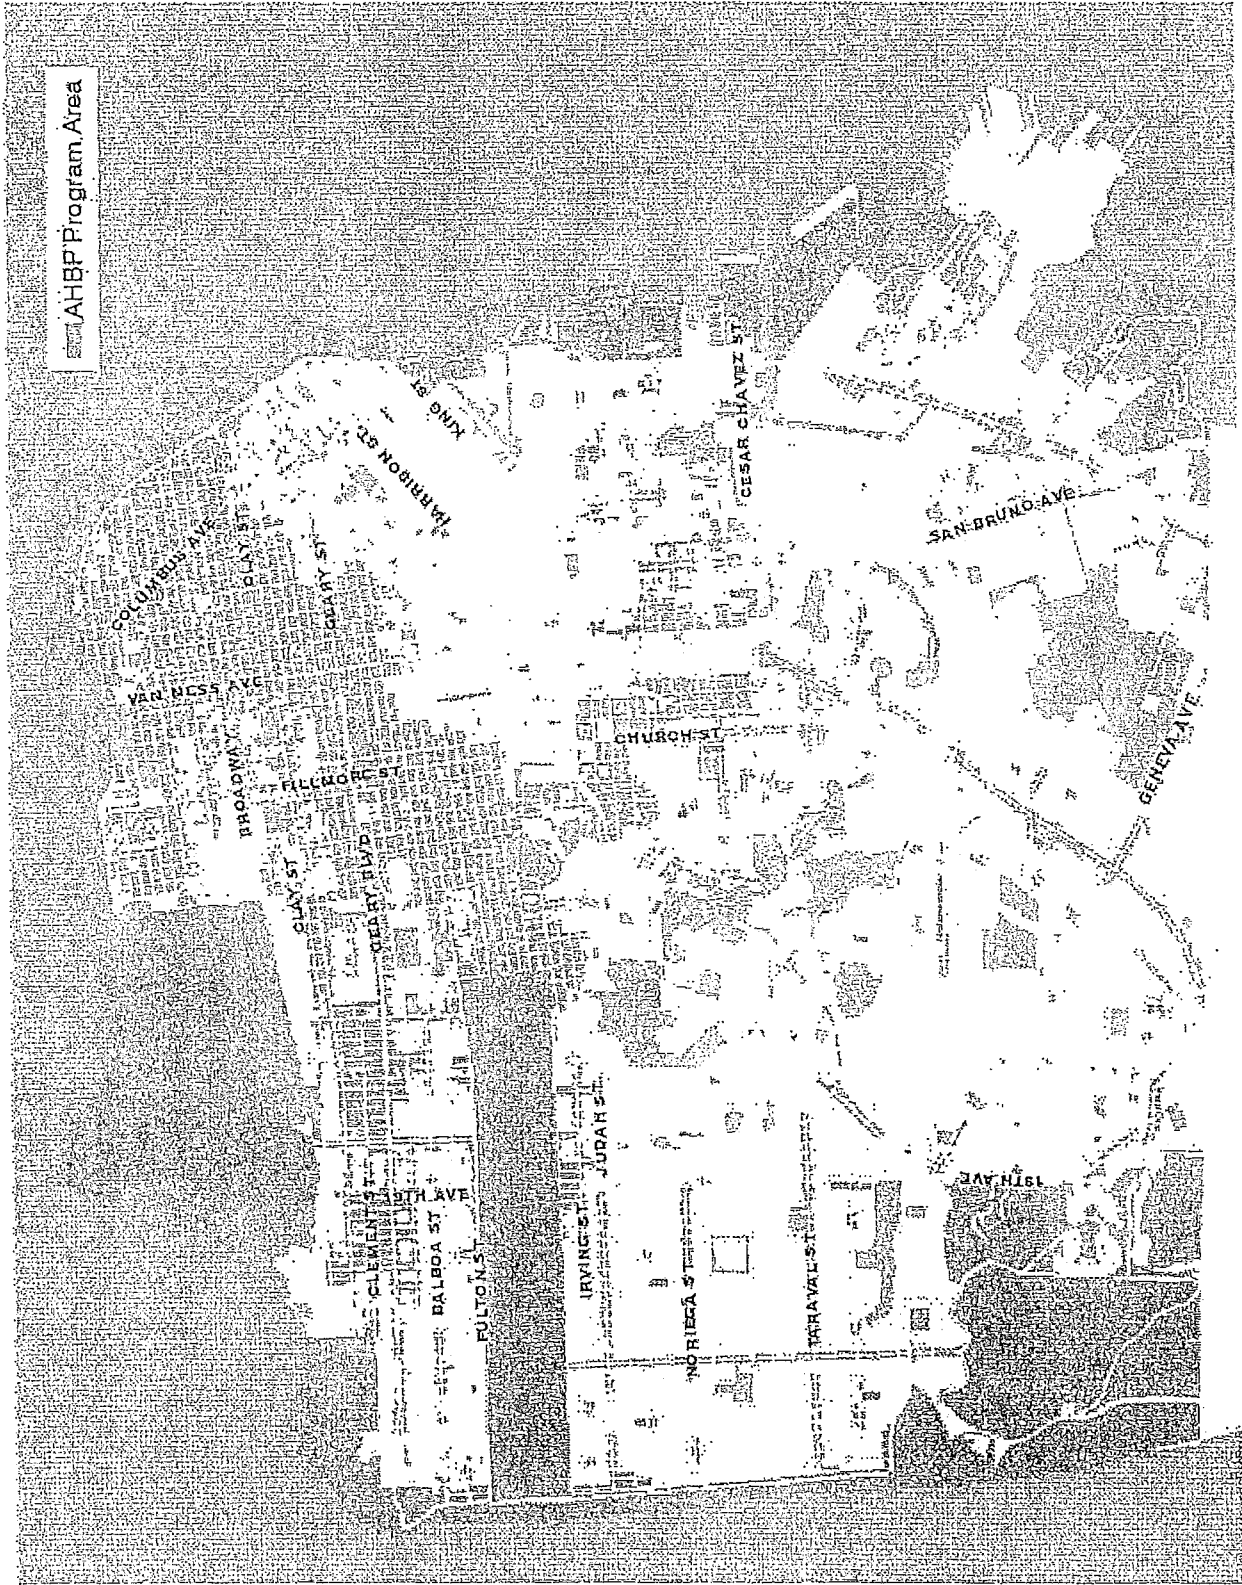 AHBP Program Area
COLUMBUS AVE
CLAY ST
GEARY ST
HARRISON ST
KING ST
VAN NESS AVE
BROADWAY
FILLMORE ST
CLAY ST
GEARY BLVD
CHURCH ST
CESAR CHAVEZ ST
SAN BRUNO AVE
GENEVA AVE
CLEMENT ST
19TH AVE
BALBOA ST
FULTON S
IRVING ST
JUDAH ST
NORIEGA ST
TARAVAL ST
19TH AVE